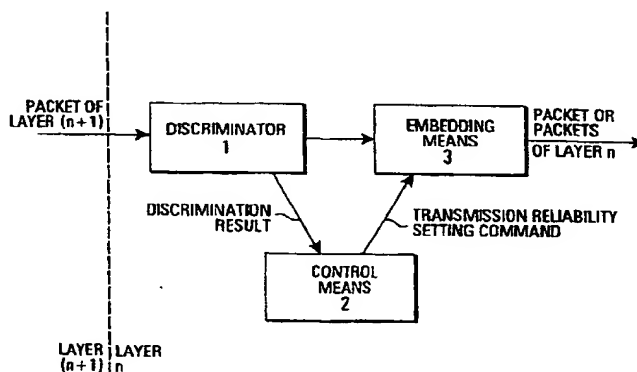 PACKET OF
LAYER (n+1)
DISCRIMINATOR
1
EMBEDDING
MEANS
3
PACKET OR
PACKETS
OF LAYER n
DISCRIMINATION
RESULT
TRANSMISSION RELIABILITY
SETTING COMMAND
CONTROL
MEANS
2
LAYER
(n+1)
LAYER
n